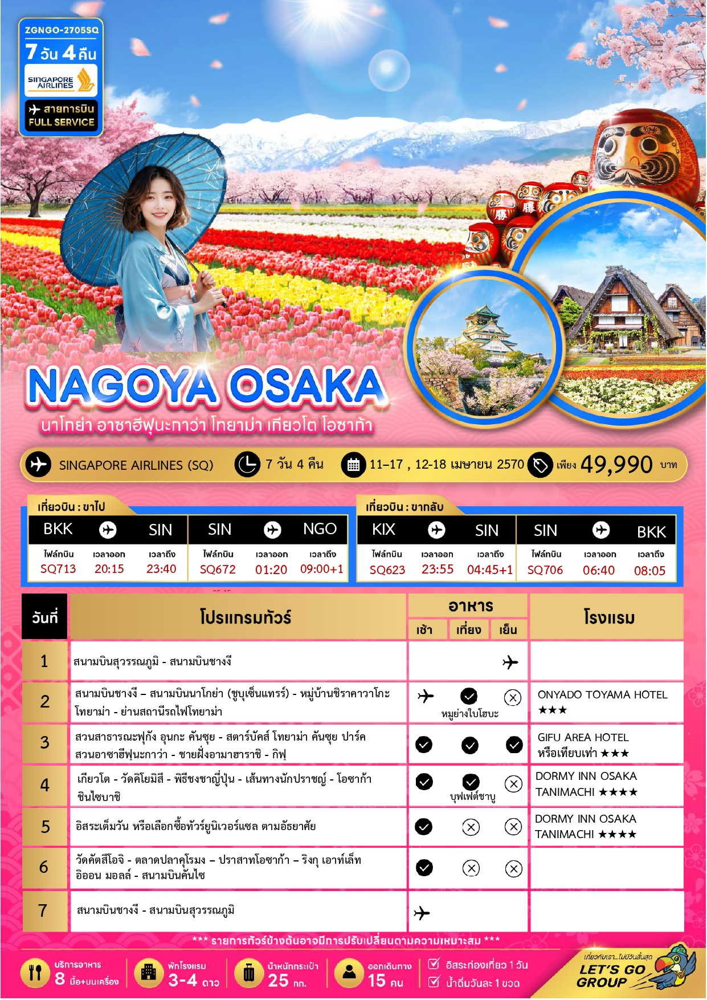 ZGNGO-2705SQ
7 วัน 4 คืน
SINGAPORE
AIRLINES
สายการบิน
FULL SERVICE
勝
勝
NAGOYA OSAKA
นาโกย่า อาซาฮีฟุนะกาว่า โทยาม่า เกียวโต โอซาก้า
SINGAPORE AIRLINES (SQ) 7 วัน 4 คืน 11–17 , 12-18 เมษายน 2570 เพียง 49,990 บาท
เที่ยวบิน : ขาไป เที่ยวบิน : ขากลับ
BKK SIN SIN NGO KIX SIN SIN BKK
ไฟล์ทบิน เวลาออก เวลาถึง ไฟล์ทบิน เวลาออก เวลาถึง ไฟล์ทบิน เวลาออก เวลาถึง ไฟล์ทบิน เวลาออก เวลาถึง
SQ713 20:15 23:40 SQ672 01:20 09:00+1 SQ623 23:55 04:45+1 SQ706 06:40 08:05
วันที่ โปรแกรมทัวร์ อาหาร โรงแรม
เช้า เที่ยง เย็น
1 สนามบินสุวรรณภูมิ - สนามบินชางงี
2 สนามบินชางงี – สนามบินนาโกย่า (ชูบุเซ็นแทรร์) - หมู่บ้านชิราคาวาโกะ
โทยาม่า - ย่านสถานีรถไฟโทยาม่า
หมูย่างใบโฮบะ
ONYADO TOYAMA HOTEL
★★★
3 สวนสาธารณะฟุกัง อุนกะ คันซุย - สตาร์บัคส์ โทยาม่า คันซุย ปาร์ค
สวนอาซาฮีฟุนะกาว่า - ชายฝั่งอามาฮาราชิ - กิฟุ
GIFU AREA HOTEL
หรือเทียบเท่า ★★★
4 เกียวโต - วัดคิโยมิสึ - พิธีชงชาญี่ปุ่น - เส้นทางนักปราชญ์ - โอซาก้า
ชินไซบาชิ
บุฟเฟต์ชาบู
DORMY INN OSAKA
TANIMACHI ★★★★
5 อิสระเต็มวัน หรือเลือกซื้อทัวร์ยูนิเวอร์แซล ตามอัธยาศัย
DORMY INN OSAKA
TANIMACHI ★★★★
6 วัดคัตสึโอจิ - ตลาดปลาคุโรมง – ปราสาทโอซาก้า – ริงกุ เอาท์เล็ท
อิออน มอลล์ - สนามบินคันไซ
7 สนามบินชางงี - สนามบินสุวรรณภูมิ
*** รายการทัวร์ข้างต้นอาจมีการปรับเปลี่ยนตามความเหมาะสม ***
บริการอาหาร
8 มื้อ+บนเครื่อง
พักโรงแรม
3-4 ดาว
น้ำหนักกระเป๋า
25 กก.
ออกเดินทาง
15 คน
อิสระท่องเที่ยว 1 วัน
น้ำดื่มวันละ 1 ขวด
เที่ยวกับเรา...ไม่มีวันสิ้นสุด
LET'S GO
GROUP